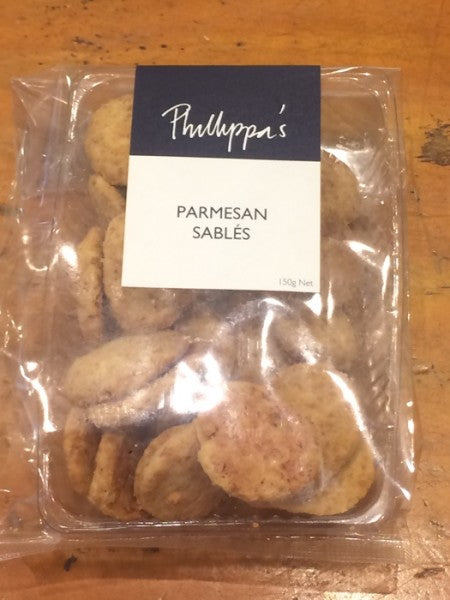 Phillippa's
PARMESAN
SABLÉS
150g Net